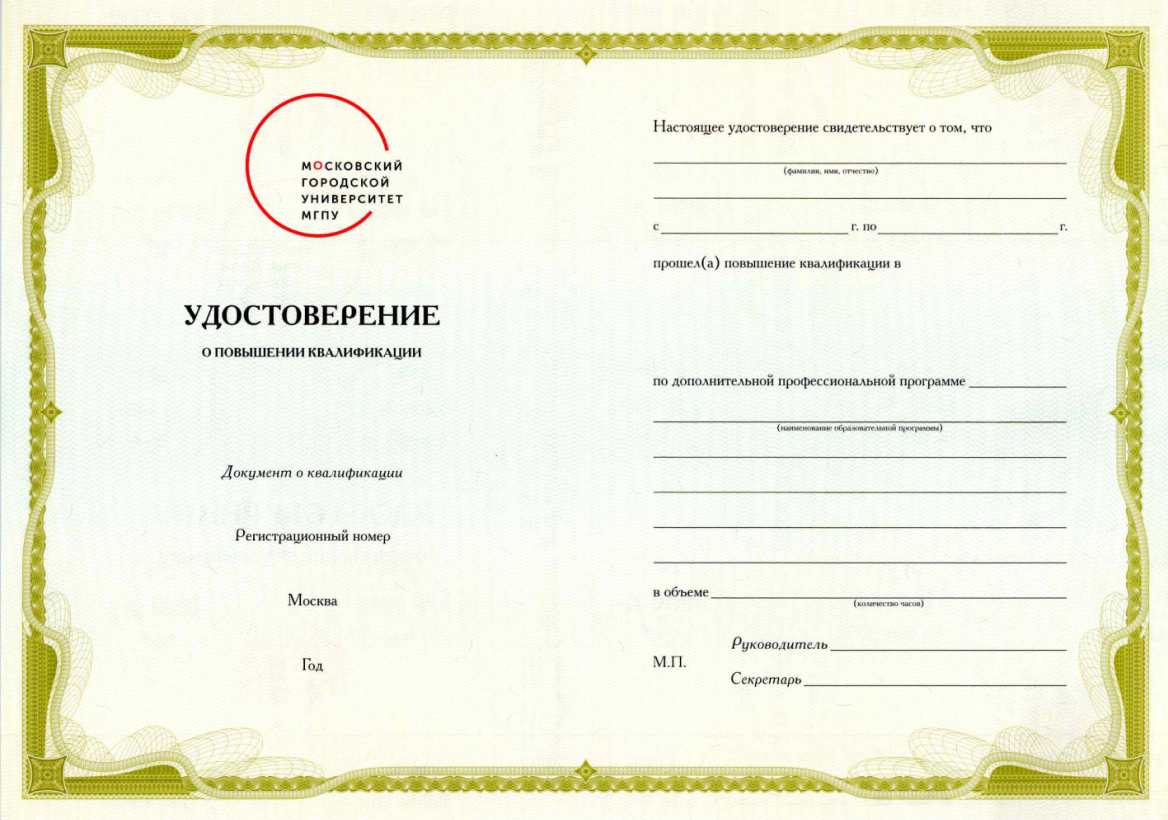 МОСКОВСКИЙ
ГОРОДСКОЙ
УНИВЕРСИТЕТ
МГПУ
УДОСТОВЕРЕНИЕ
О ПОВЫШЕНИИ КВАЛИФИКАЦИИ
Документ о квалификации
Регистрационный номер
Москва
Год
Настоящее удостоверение свидетельствует о том, что
(фамилия, имя, отчество)
с г. по г.
прошел(а) повышение квалификации в
по дополнительной профессиональной программе
(наименование образовательной программы)
в объеме
(количество часов)
Руководитель
М.П.
Секретарь